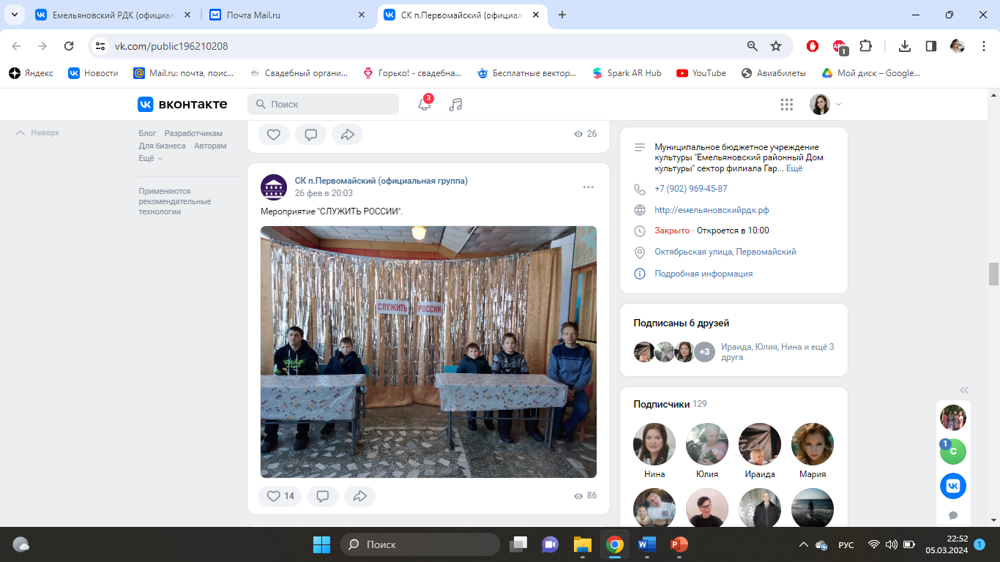 Емельяновский РДК (официал
Почта Mail.ru
СК п.Первомайский (официал
vk.com/public196210208
1
Яндекс
Новости
Mail.ru: почта, поис...
Свадебный органи...
Горько! - свадебна...
Бесплатные вектор...
Spark AR Hub
YouTube
Авиабилеты
Мой диск – Google...
вконтакте
Поиск
3
Наверх
Блог Разработчикам
Для бизнеса Авторам
Ещё
Применяются
рекомендательные
технологии
26
СК п.Первомайский (официальная группа)
26 фев в 20:03
Мероприятие "СЛУЖИТЬ РОССИИ".
СЛУЖИТЬ РОССИИ
14
86
Муниципальное бюджетное учреждение
культуры "Емельяновский районный Дом
культуры" сектор филиала Гар... Ещё
+7 (902) 969-45-87
http://емельяновскийрдк.рф
Закрыто · Откроется в 10:00
Октябрьская улица, Первомайский
Подробная информация
Подписаны 6 друзей
+3
Ираида, Юлия, Нина и ещё 3
друга
Подписчики 129
Нина
Юлия
Ираида
Мария
1
С
Поиск
РУС
22:52
05.03.2024
1